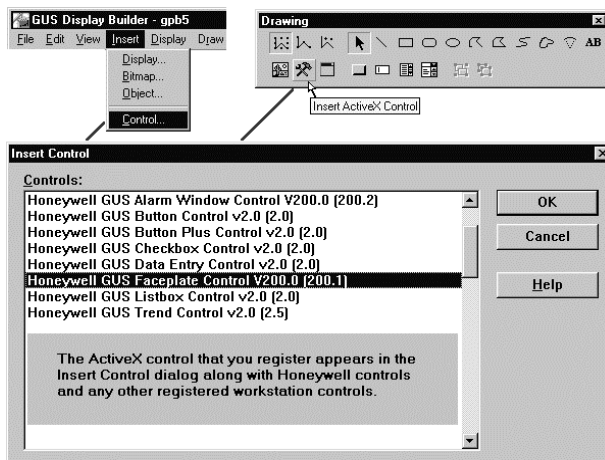 GUS Display Builder - gpb5
File Edit View Insert Display Draw
Display...
Bitmap...
Object...
Control...
Drawing
AB
Insert ActiveX Control
Insert Control
Controls:
Honeywell GUS Alarm Window Control V200.0 (200.2)
Honeywell GUS Button Control v2.0 (2.0)
Honeywell GUS Button Plus Control v2.0 (2.0)
Honeywell GUS Checkbox Control v2.0 (2.0)
Honeywell GUS Data Entry Control v2.0 (2.0)
Honeywell GUS Faceplate Control V200.0 (200.1)
Honeywell GUS Listbox Control v2.0 (2.0)
Honeywell GUS Trend Control v2.0 (2.5)
OK
Cancel
Help
The ActiveX control that you register appears in the
Insert Control dialog along with Honeywell controls
and any other registered workstation controls.